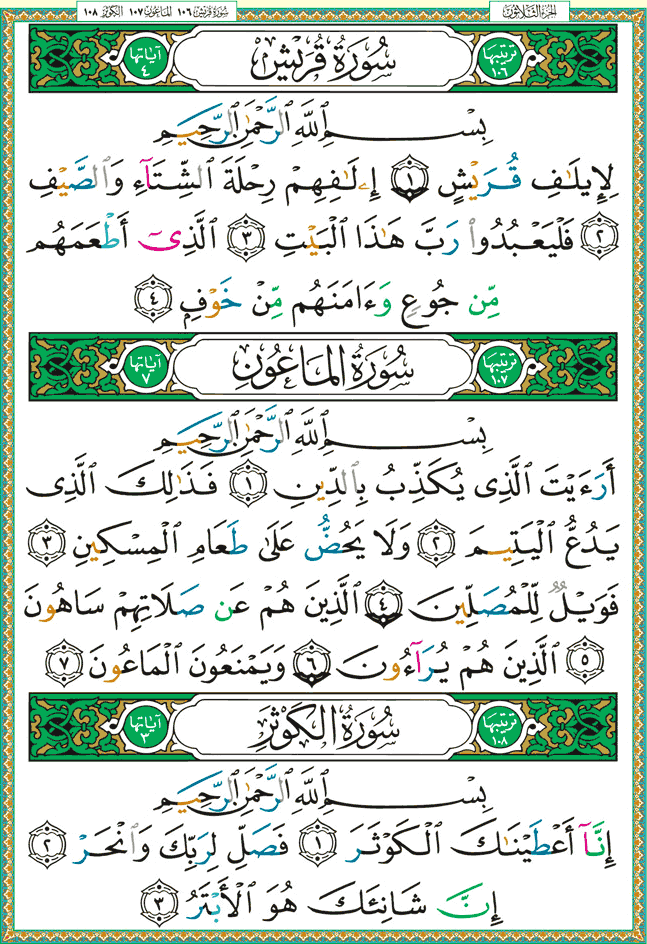 الجزء الثلاثون
سورة قريش ١٠٦ الماعون ١٠٧ الكوثر ١٠٨
ترتيبها ١٠٦ سُورَةُ قُرَيْشٍ آياتها ٤
بِسْمِ ٱللَّهِ ٱلرَّحْمَٰنِ ٱلرَّحِيمِ
لِإِيلَٰفِ قُرَيْشٍ ١ إِۦلَٰفِهِمْ رِحْلَةَ ٱلشِّتَآءِ وَٱلصَّيْفِ
٢ فَلْيَعْبُدُوا۟ رَبَّ هَٰذَا ٱلْبَيْتِ ٣ ٱلَّذِىٓ أَطْعَمَهُم
مِّن جُوعٍ وَءَامَنَهُم مِّنْ خَوْفٍ ٤
ترتيبها ١٠٧ سُورَةُ المَاعُونِ آياتها ٧
بِسْمِ ٱللَّهِ ٱلرَّحْمَٰنِ ٱلرَّحِيمِ
أَرَءَيْتَ ٱلَّذِى يُكَذِّبُ بِٱلدِّينِ ١ فَذَٰلِكَ ٱلَّذِى
يَدُعُّ ٱلْيَتِيمَ ٢ وَلَا يَحُضُّ عَلَىٰ طَعَامِ ٱلْمِسْكِينِ ٣
فَوَيْلٌ لِّلْمُصَلِّينَ ٤ ٱلَّذِينَ هُمْ عَن صَلَاتِهِمْ سَاهُونَ
٥ ٱلَّذِينَ هُمْ يُرَآءُونَ ٦ وَيَمْنَعُونَ ٱلْمَاعُونَ ٧
ترتيبها ١٠٨ سُورَةُ الكَوْثَرِ آياتها ٣
بِسْمِ ٱللَّهِ ٱلرَّحْمَٰنِ ٱلرَّحِيمِ
إِنَّآ أَعْطَيْنَٰكَ ٱلْكَوْثَرَ ١ فَصَلِّ لِرَبِّكَ وَٱنْحَرْ ٢
إِنَّ شَانِئَكَ هُوَ ٱلْأَبْتَرُ ٣